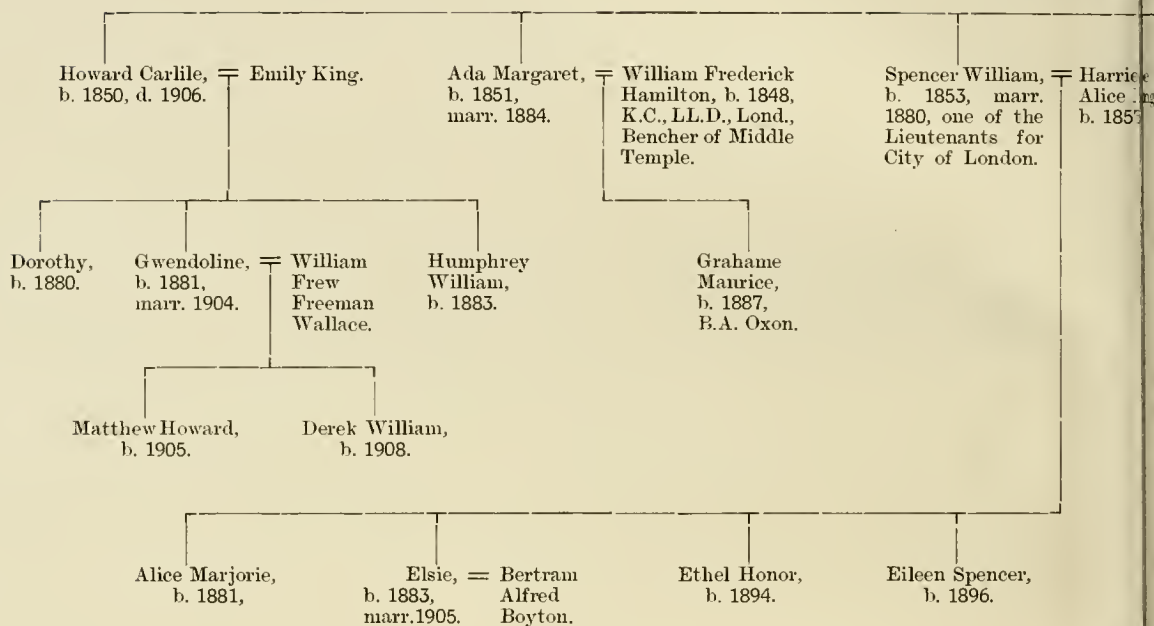 Howard Carlile, = Emily King.
b. 1850, d. 1906.
Ada Margaret, = William Frederick
b. 1851, Hamilton, b. 1848,
marr. 1884. K.C., LL.D., Lond.,
Bencher of Middle
Temple.
Spencer William, =
b. 1853, marr. Alice
1880, one of the
Lieutenants for
City of London.
Dorothy,
b. 1880.
Gwendoline, = William
b. 1881, Frew
marr. 1904. Freeman
Wallace.
Humphrey
William,
b. 1883.
Grahame
Maurice,
b. 1887,
B.A. Oxon.
Matthew Howard,
b. 1905.
Derek William,
b. 1908.
Alice Marjorie,
b. 1881,
Elsie, = Bertram
b. 1883, Alfred
marr. 1905. Boyton.
Ethel Honor,
b. 1894.
Eileen Spencer,
b. 1896.